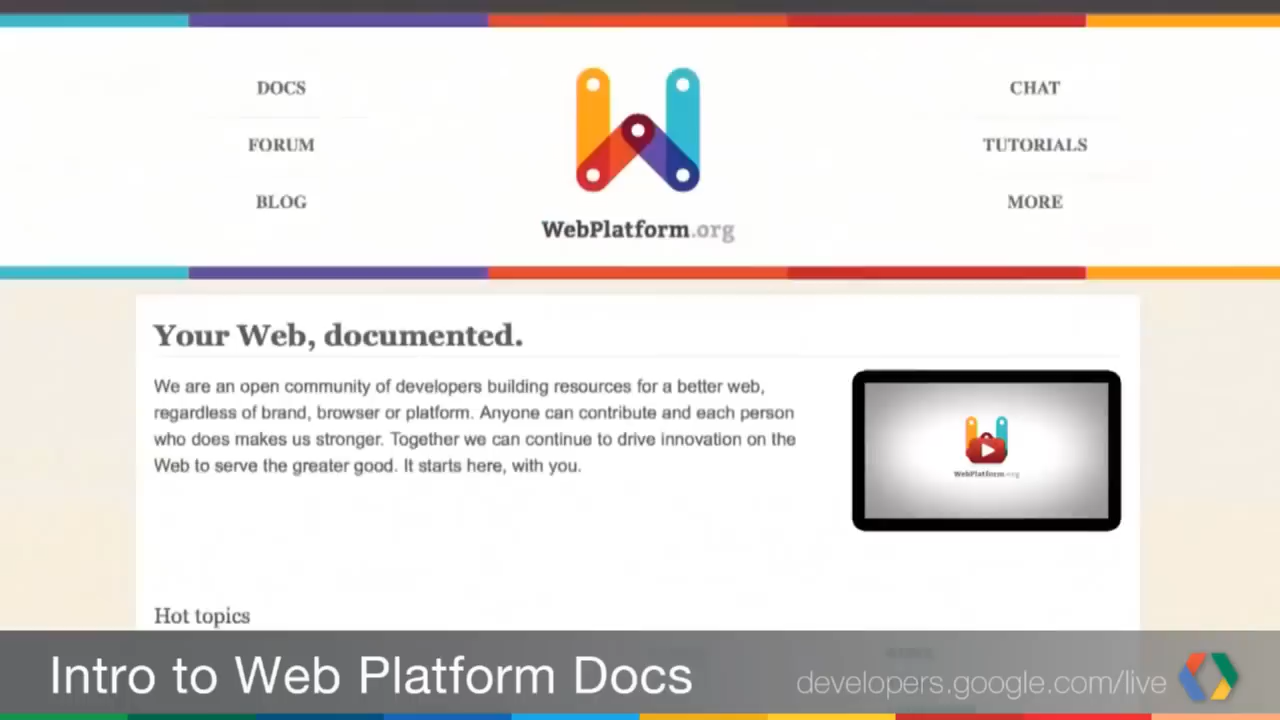 DOCS
FORUM
BLOG
WebPlatform.org
CHAT
TUTORIALS
MORE
Your Web, documented.
We are an open community of developers building resources for a better web,
regardless of brand, browser or platform. Anyone can contribute and each person
who does makes us stronger. Together we can continue to drive innovation on the
Web to serve the greater good. It starts here, with you.
WebPlatform.org
Hot topics
Intro to Web Platform Docs
developers.google.com/live